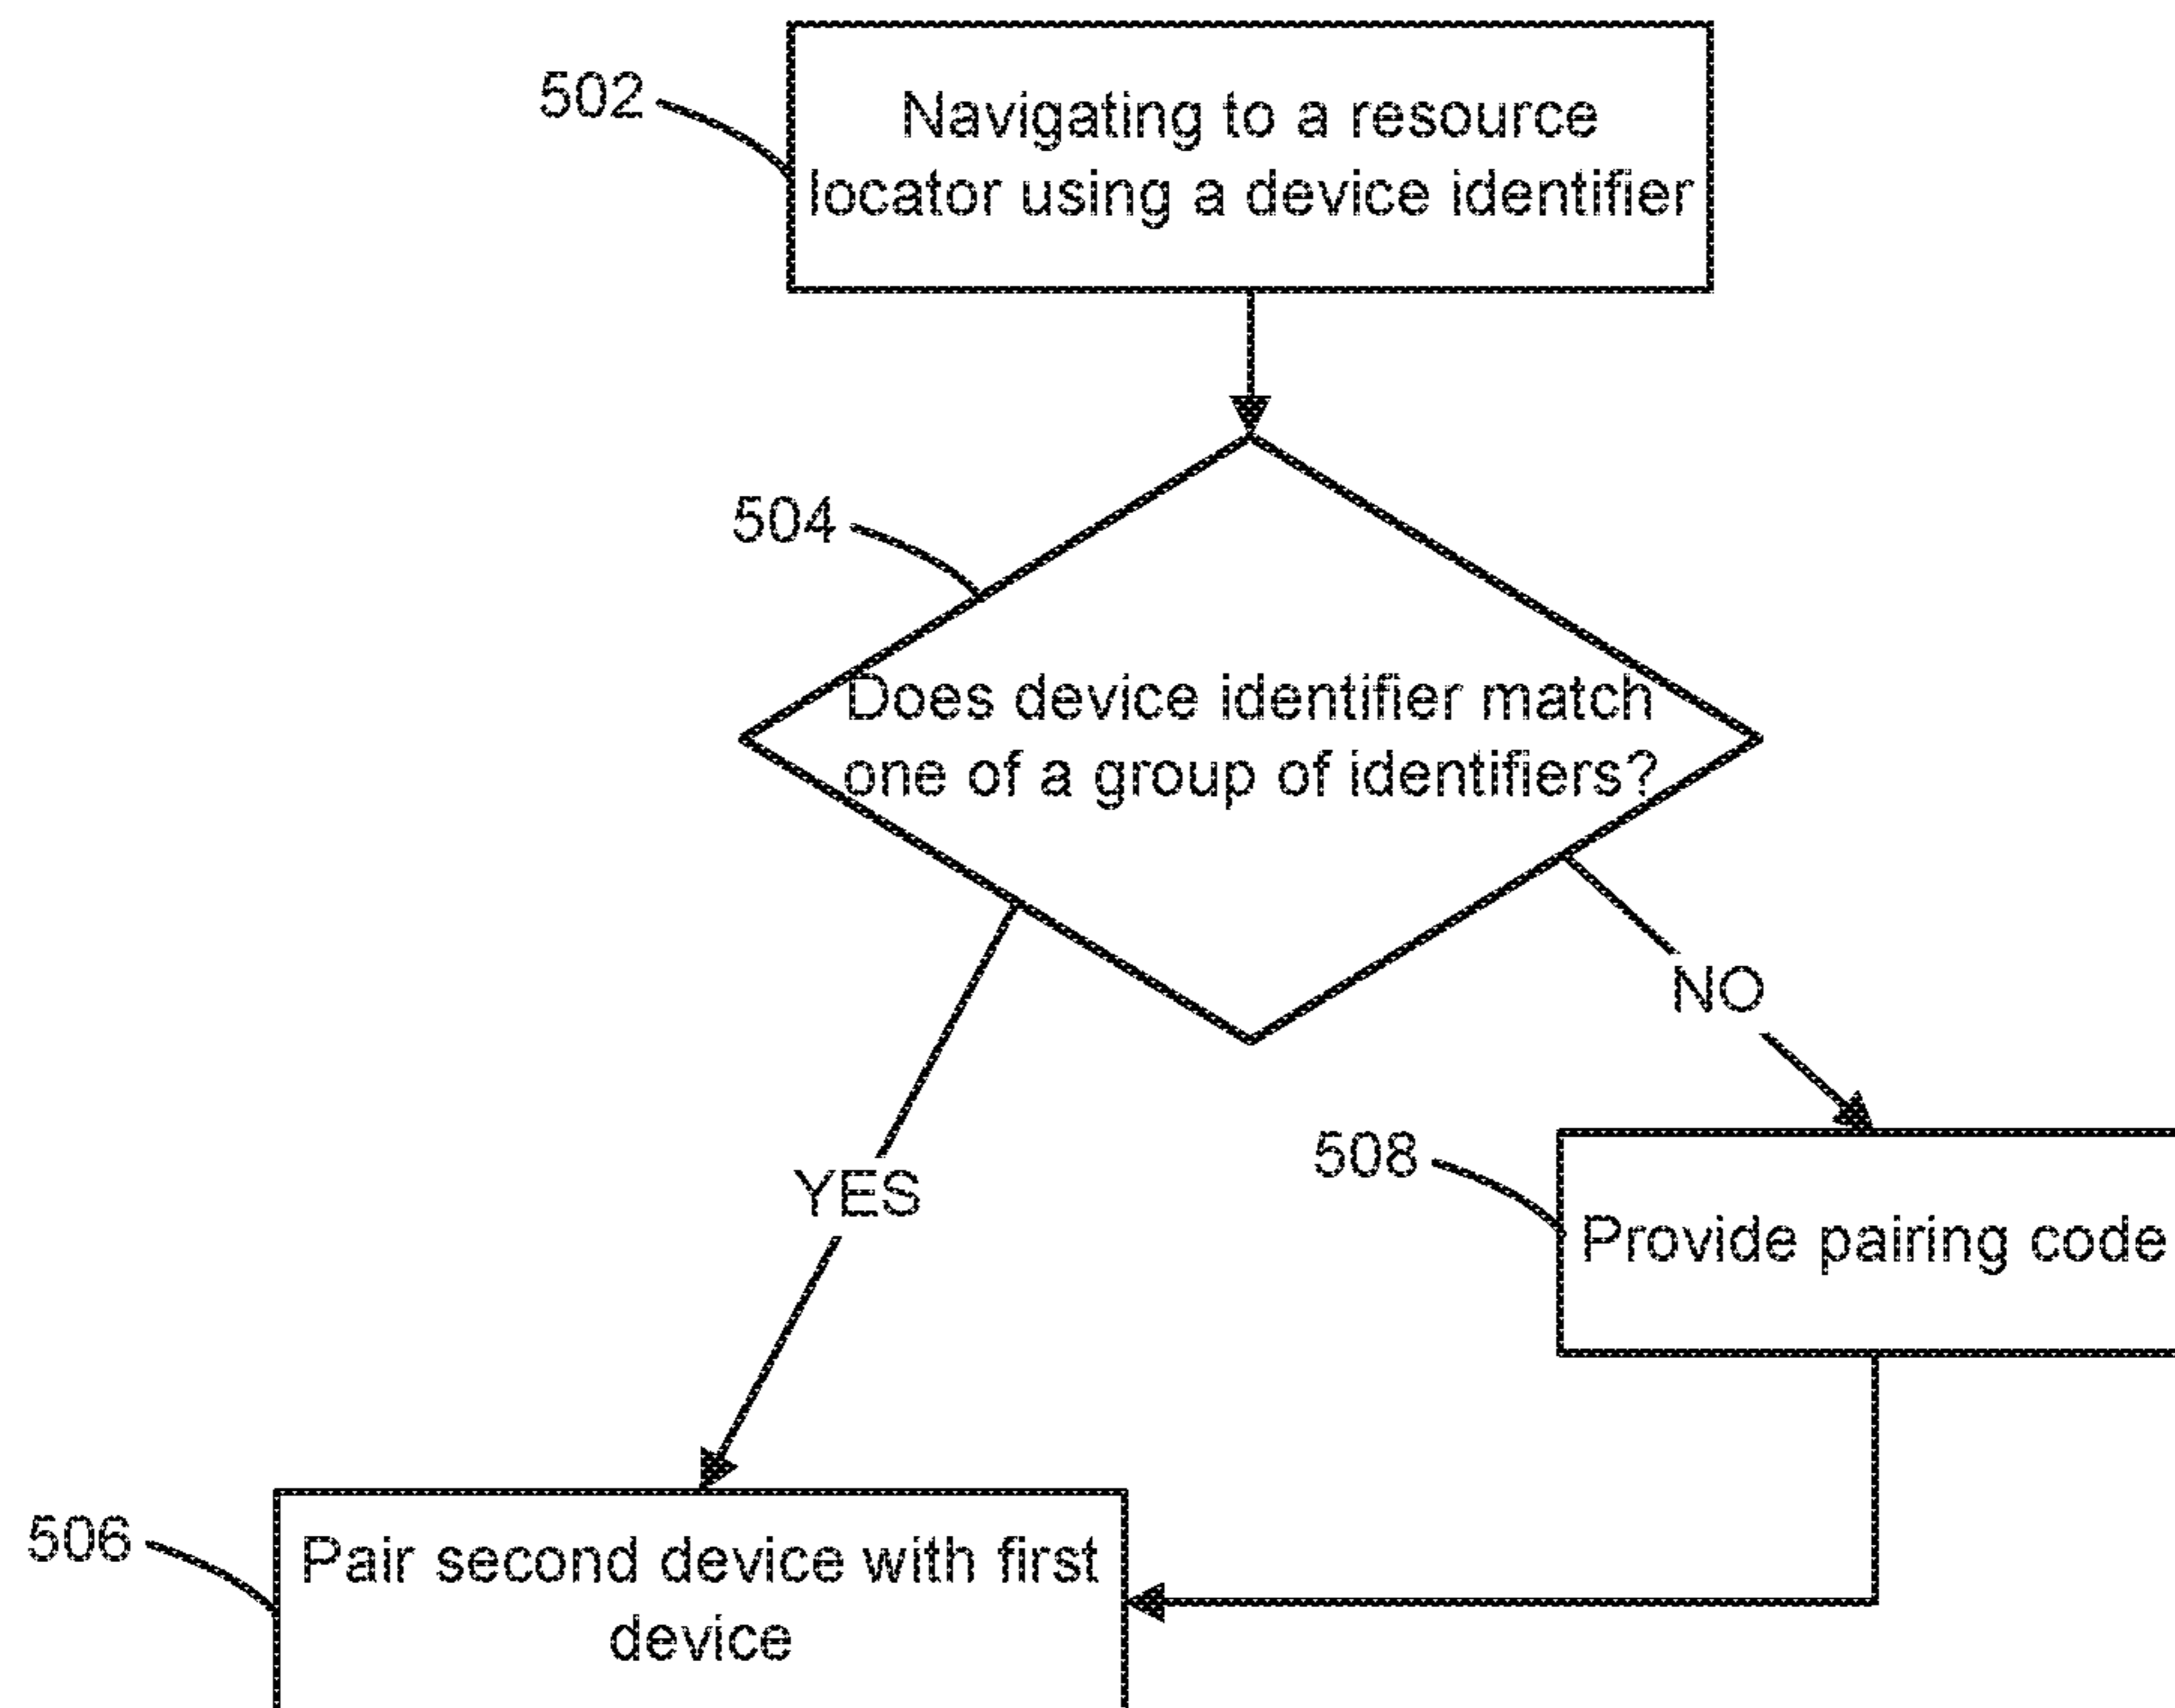 502
Navigating to a resource
locator using a device identifier
504
Does device identifier match
one of a group of identifiers?
NO
YES
508
Provide pairing code
506
Pair second device with first
device